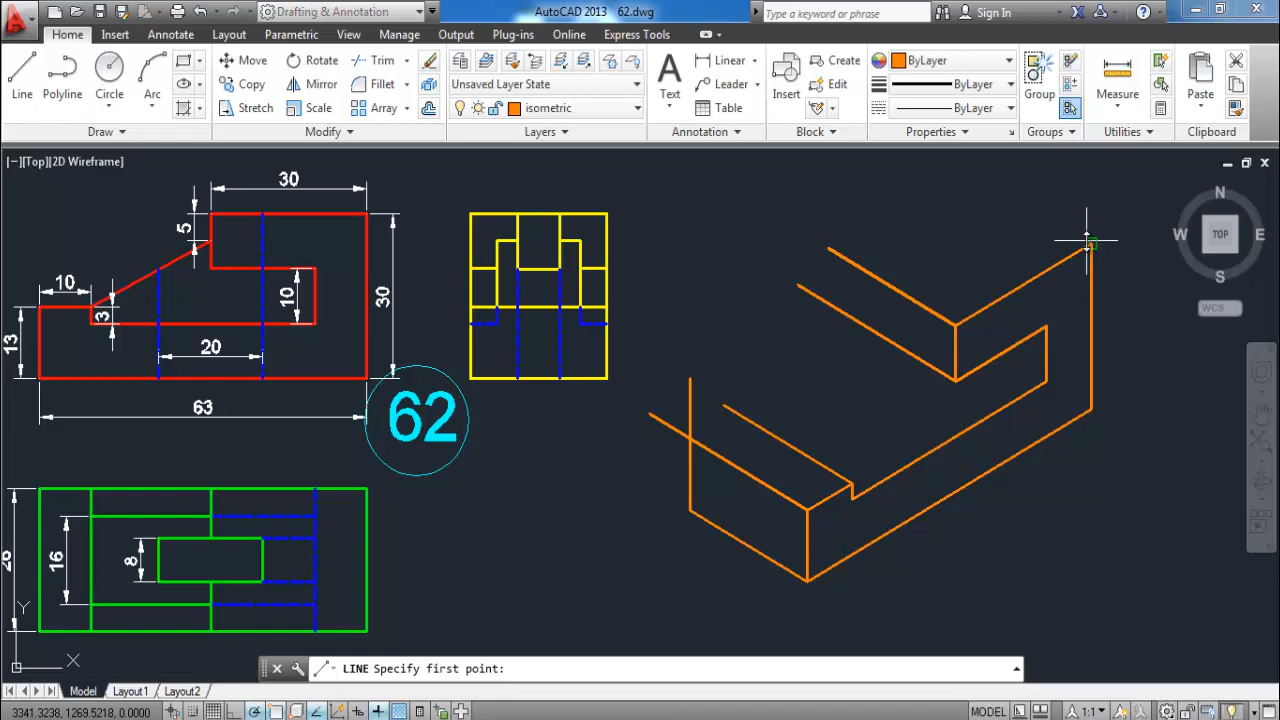 Drafting & Annotation
AutoCAD 2013 62.dwg
Type a keyword or phrase
Sign In
Home Insert Annotate Layout Parametric View Manage Output Plug-ins Online Express Tools
Line
Polyline
Circle
Arc
Move
Rotate
Trim
Copy
Mirror
Fillet
Stretch
Scale
Array
Unsaved Layer State
isometric
Text
Linear
Leader
Table
Insert
Create
Edit
ByLayer
ByLayer
ByLayer
Group
Measure
Paste
Draw
Modify
Layers
Annotation
Block
Properties
Groups
Utilities
Clipboard
[−][Top][2D Wireframe]
30
5
10
3
10
30
13
20
63
62
16
8
Y
X
N
W
TOP
E
S
WCS
LINE Specify first point:
Model Layout1 Layout2
3341.3238, 1269.5218, 0.0000
MODEL
1:1